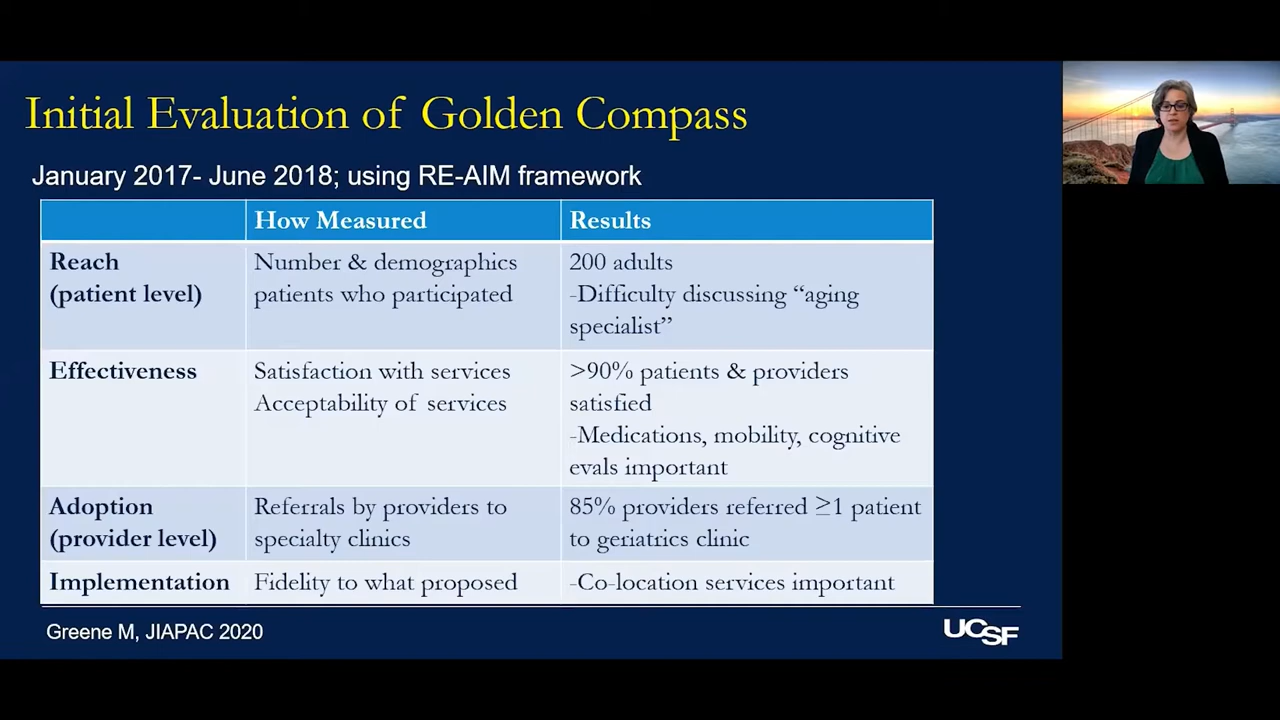 Initial Evaluation of Golden Compass
January 2017- June 2018; using RE-AIM framework
How Measured
Results
Reach
(patient level)
Number & demographics
patients who participated
200 adults
-Difficulty discussing “aging
specialist”
Effectiveness
Satisfaction with services
Acceptability of services
>90% patients & providers
satisfied
-Medications, mobility, cognitive
evals important
Adoption
(provider level)
Referrals by providers to
specialty clinics
85% providers referred ≥1 patient
to geriatrics clinic
Implementation
Fidelity to what proposed
-Co-location services important
Greene M, JIAPAC 2020
UCSF